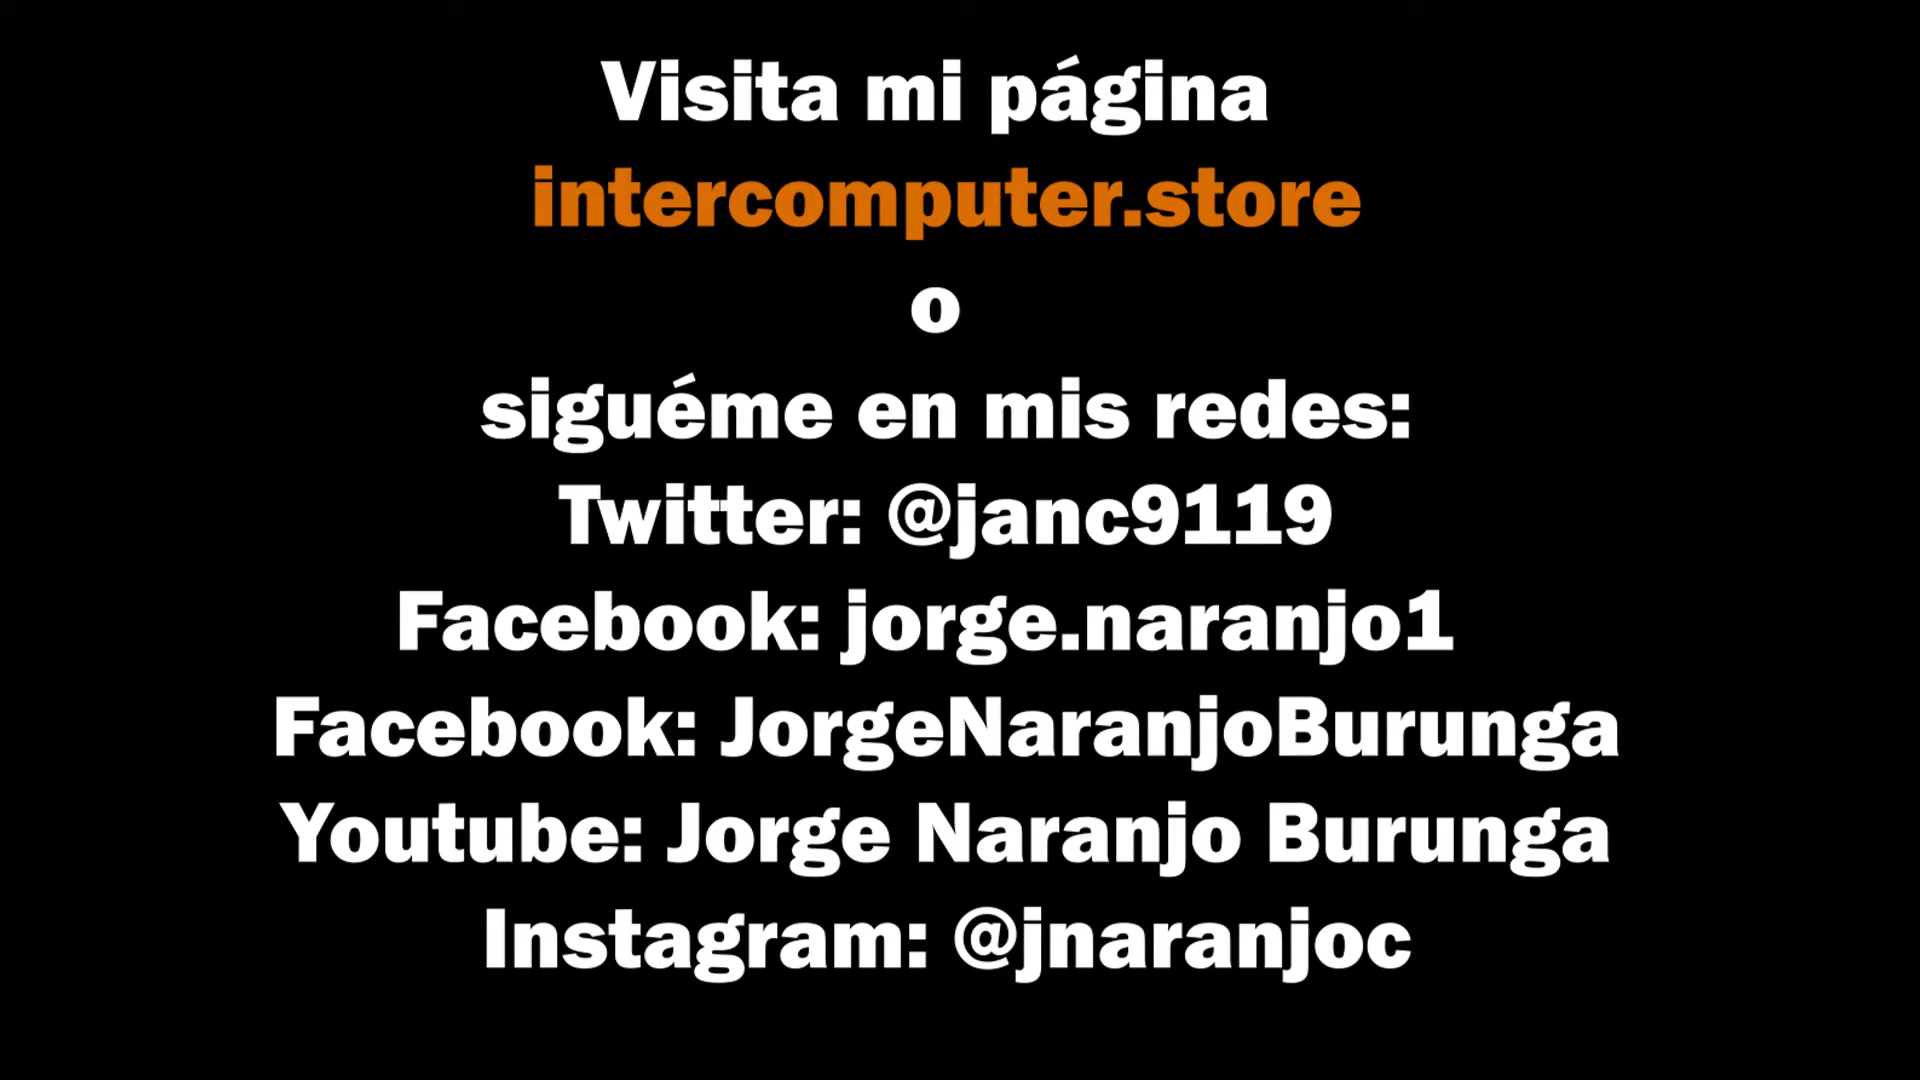 Visita mi página
intercomputer.store
o
siguéme en mis redes:
Twitter: @janc9119
Facebook: jorge.naranjo1
Facebook: JorgeNaranjoBurunga
Youtube: Jorge Naranjo Burunga
Instagram: @jnaranjoc